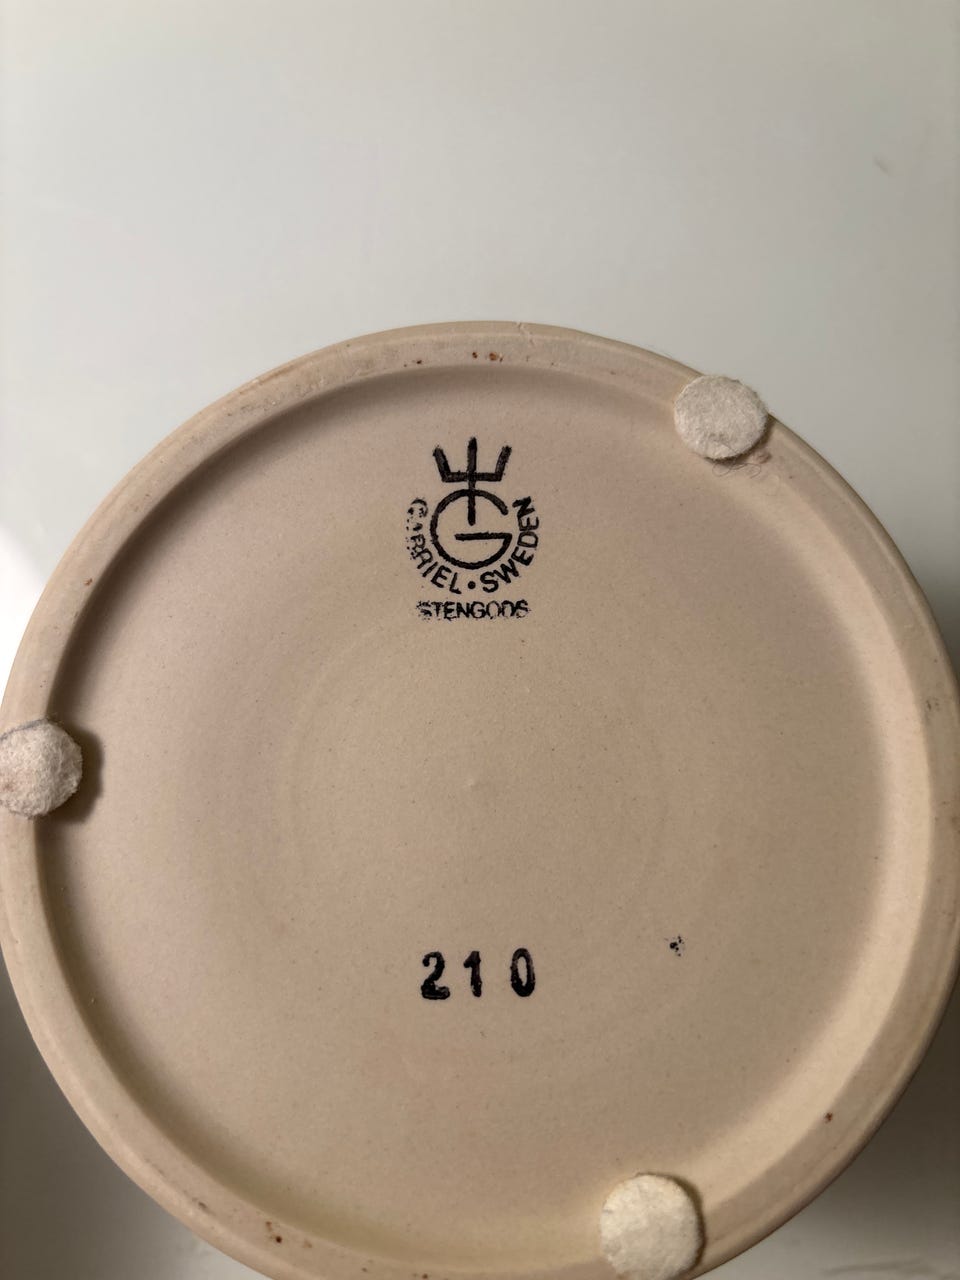 G
GABRIEL · SWEDEN
STENGODS
210